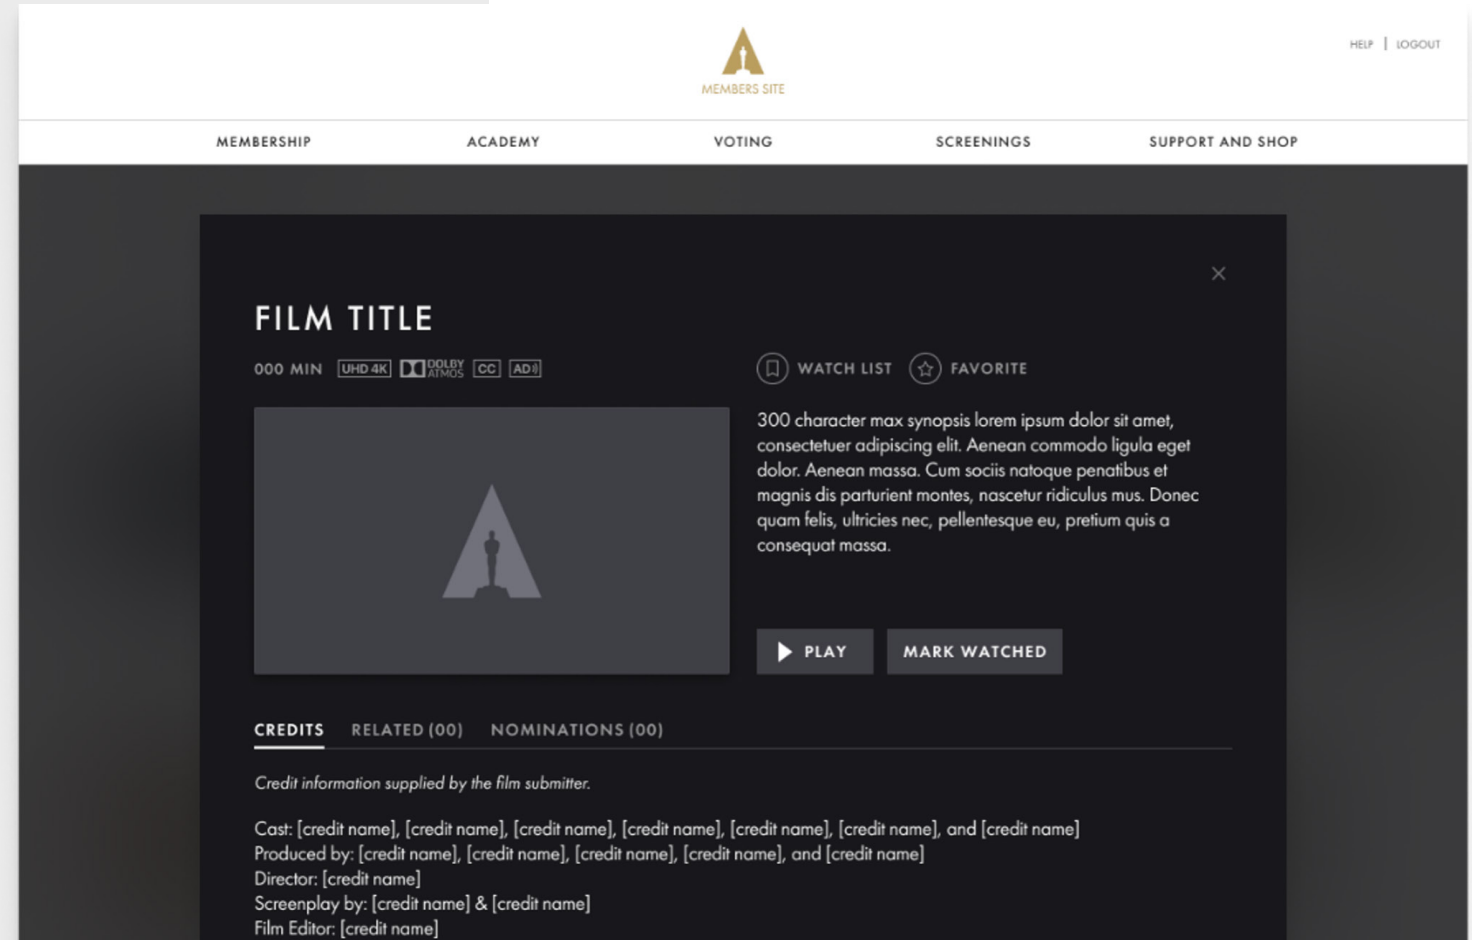 HELP | LOGOUT
MEMBERS SITE
MEMBERSHIP ACADEMY VOTING SCREENINGS SUPPORT AND SHOP
FILM TITLE
000 MIN UHD 4K DOLBY ATMOS CC AD
WATCH LIST FAVORITE
300 character max synopsis lorem ipsum dolor sit amet,
consectetuer adipiscing elit. Aenean commodo ligula eget
dolor. Aenean massa. Cum sociis natoque penatibus et
magnis dis parturient montes, nascetur ridiculus mus. Donec
quam felis, ultricies nec, pellentesque eu, pretium quis a
consequat massa.
PLAY MARK WATCHED
CREDITS RELATED (00) NOMINATIONS (00)
Credit information supplied by the film submitter.
Cast: [credit name], [credit name], [credit name], [credit name], [credit name], [credit name], and [credit name]
Produced by: [credit name], [credit name], [credit name], [credit name], and [credit name]
Director: [credit name]
Screenplay by: [credit name] & [credit name]
Film Editor: [credit name]